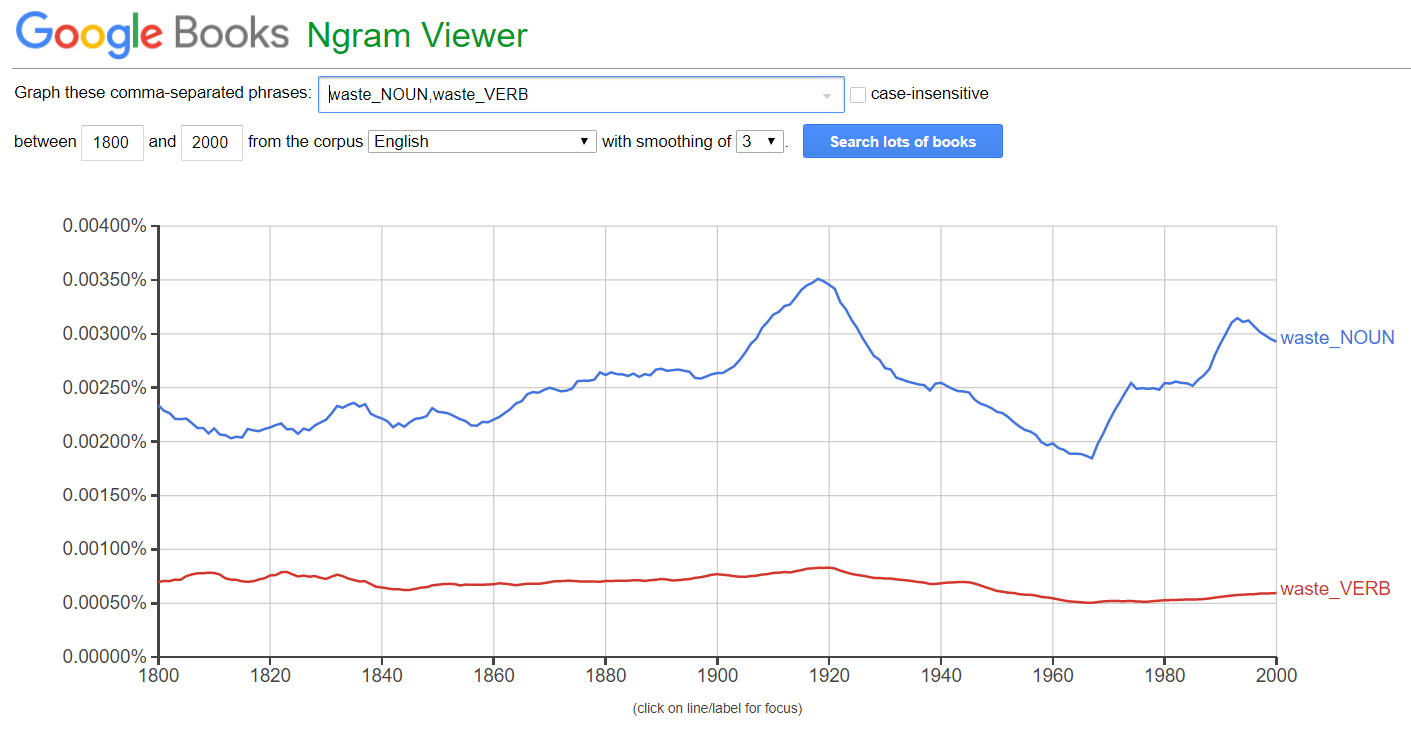 Google Books Ngram Viewer
Graph these comma-separated phrases: waste_NOUN,waste_VERB case-insensitive
between 1800 and 2000 from the corpus English with smoothing of 3 . Search lots of books
0.00400%
0.00350%
0.00300%
waste_NOUN
0.00250%
0.00200%
0.00150%
0.00100%
waste_VERB
0.00050%
0.00000%
1800 1820 1840 1860 1880 1900 1920 1940 1960 1980 2000
(click on line/label for focus)